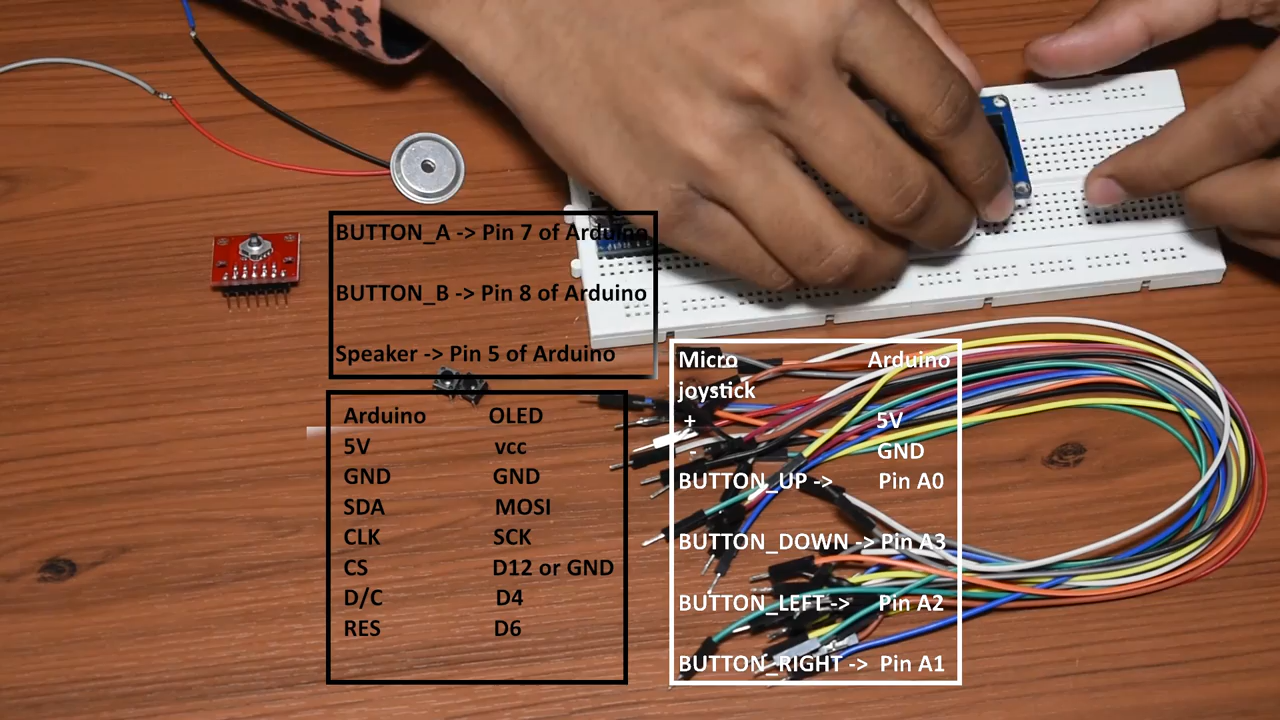 BUTTON_A -> Pin 7 of Arduino
BUTTON_B -> Pin 8 of Arduino
Speaker -> Pin 5 of Arduino
Arduino OLED
5V vcc
GND GND
SDA MOSI
CLK SCK
CS D12 or GND
D/C D4
RES D6
Micro joystick Arduino
+ 5V
- GND
BUTTON_UP -> Pin A0
BUTTON_DOWN -> Pin A3
BUTTON_LEFT -> Pin A2
BUTTON_RIGHT -> Pin A1